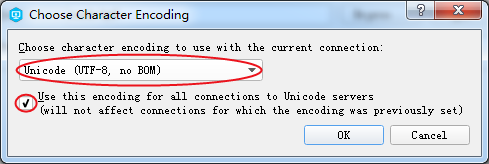 Choose Character Encoding
Choose character encoding to use with the current connection:
Unicode (UTF-8, no BOM)
Use this encoding for all connections to Unicode servers
(will not affect connections for which the encoding was previously set)
OK
Cancel